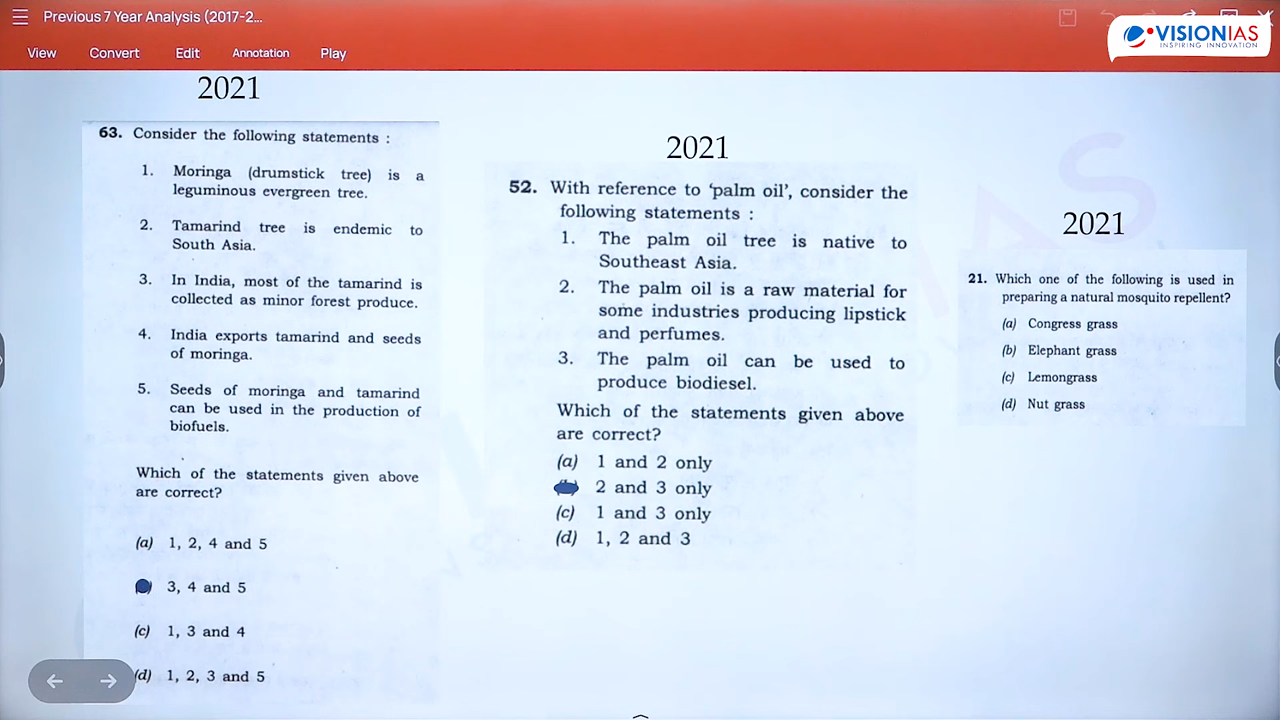 Previous 7 Year Analysis (2017-2...
VISIONIAS
INSPIRING INNOVATION
View Convert Edit Annotation Play
2021
63. Consider the following statements :
1. Moringa (drumstick tree) is a
leguminous evergreen tree.
2. Tamarind tree is endemic to
South Asia.
3. In India, most of the tamarind is
collected as minor forest produce.
4. India exports tamarind and seeds
of moringa.
5. Seeds of moringa and tamarind
can be used in the production of
biofuels.
Which of the statements given above
are correct?
(a) 1, 2, 4 and 5
3, 4 and 5
(c) 1, 3 and 4
(d) 1, 2, 3 and 5
2021
52. With reference to 'palm oil', consider the
following statements :
1. The palm oil tree is native to
Southeast Asia.
2. The palm oil is a raw material for
some industries producing lipstick
and perfumes.
3. The palm oil can be used to
produce biodiesel.
Which of the statements given above
are correct?
(a) 1 and 2 only
2 and 3 only
(c) 1 and 3 only
(d) 1, 2 and 3
2021
21. Which one of the following is used in
preparing a natural mosquito repellent?
(a) Congress grass
(b) Elephant grass
(c) Lemongrass
(d) Nut grass